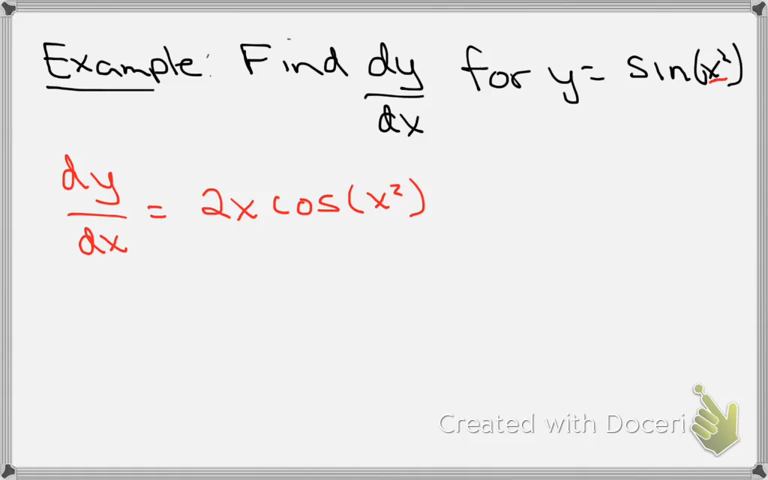 Example: Find dy/dx for y = sin(x²)
dy/dx = 2x cos(x²)
Created with Doceri